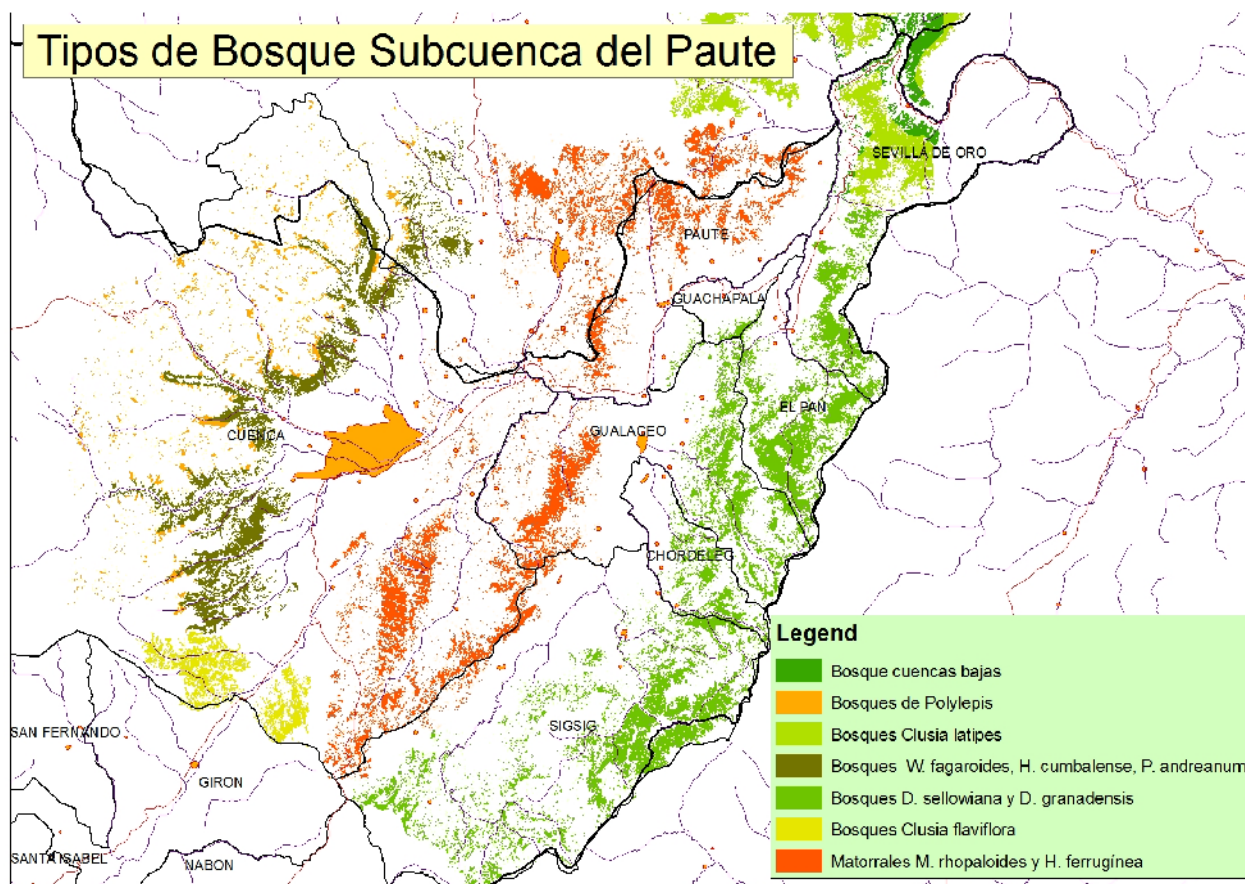 Tipos de Bosque Subcuenca del Paute
SEVILLA DE ORO
PAUTE
GUACHAPALA
EL PAN
GUALACEO
CUENCA
CHORDELEG
SIGSIG
SAN FERNANDO
GIRON
SANTA ISABEL
NABON
Legend
Bosque cuencas bajas
Bosques de Polylepis
Bosques Clusia latipes
Bosques W. fagaroides, H. cumbalense, P. andreanum
Bosques D. sellowiana y D. granadensis
Bosques Clusia flaviflora
Matorrales M. rhopaloides y H. ferrugínea